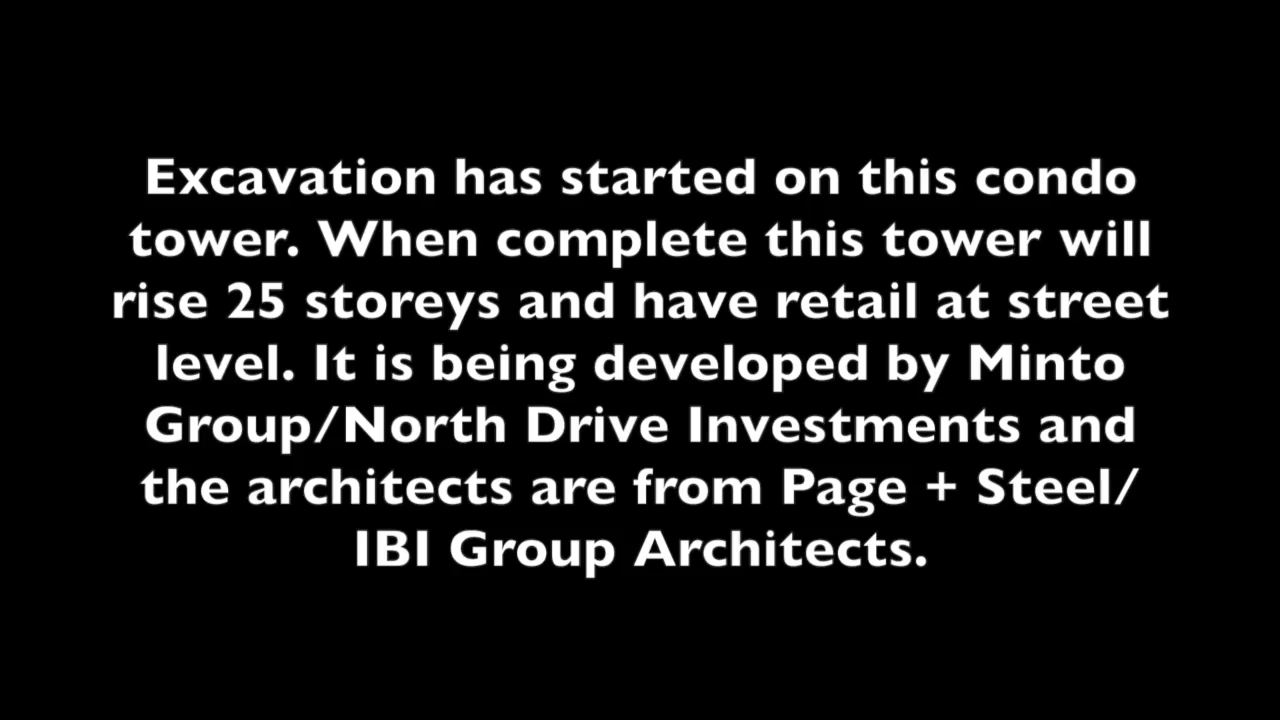 Excavation has started on this condo
tower. When complete this tower will
rise 25 storeys and have retail at street
level. It is being developed by Minto
Group/North Drive Investments and
the architects are from Page + Steel/
IBI Group Architects.